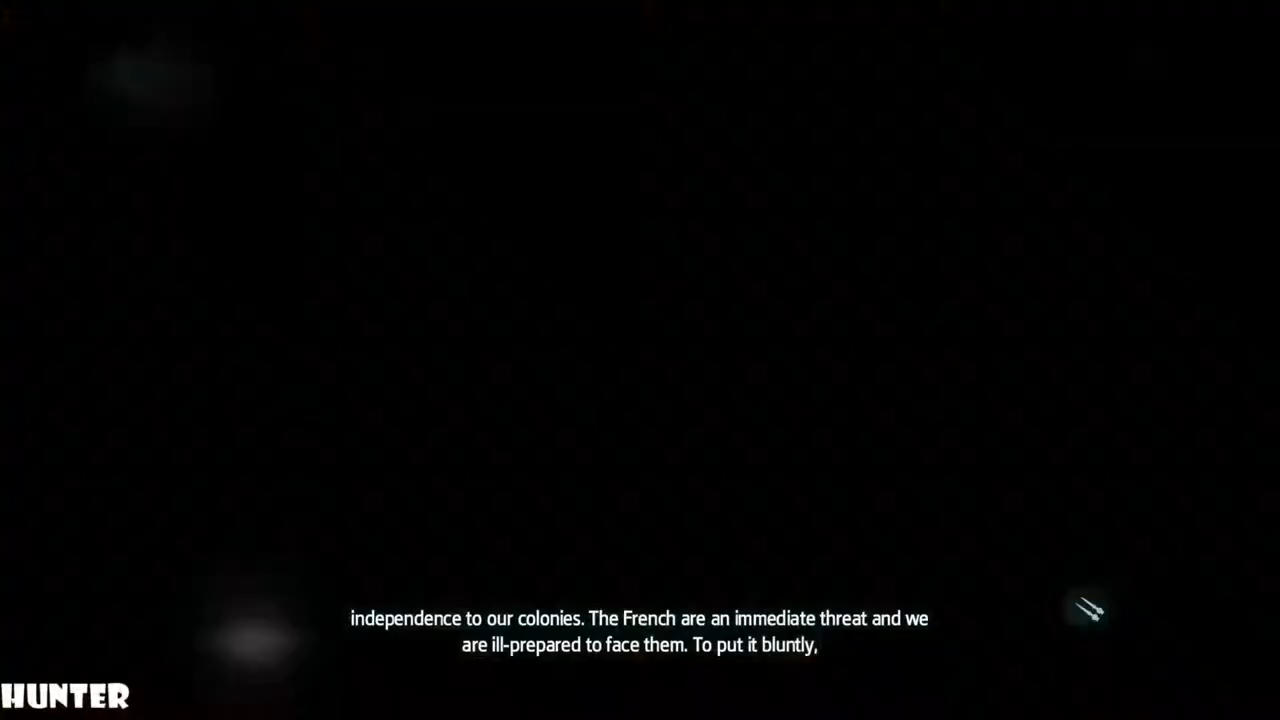 independence to our colonies. The French are an immediate threat and we
are ill-prepared to face them. To put it bluntly,
HUNTER